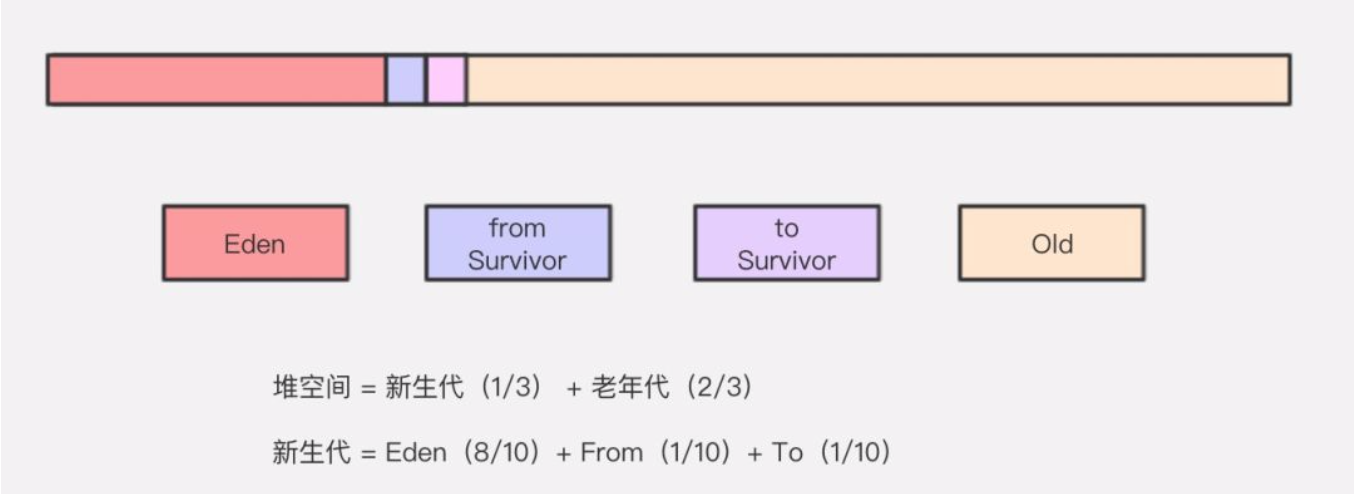 Eden
from
Survivor
to
Survivor
Old
堆空间 = 新生代（1/3） + 老年代（2/3）
新生代 = Eden（8/10）+ From（1/10）+ To（1/10）